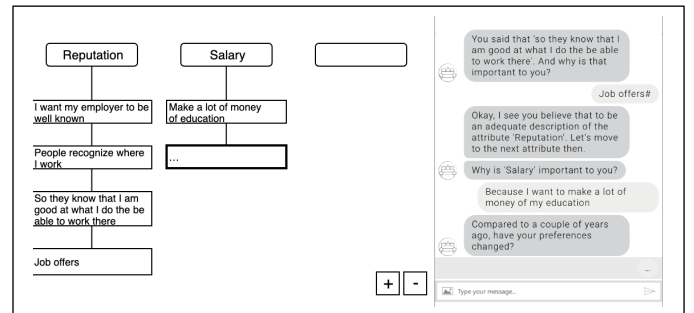 Reputation
Salary
I want my employer to be
well known
People recognize where
I work
So they know that I am
good at what I do the be
able to work there
Job offers
Make a lot of money
of education
...
+ -
You said that 'so they know that I
am good at what I do the be able
to work there'. And why is that
important to you?
Job offers#
Okay, I see you believe that to be
an adequate description of the
attribute 'Reputation'. Let's move
to the next attribute then.
Why is 'Salary' important to you?
Because I want to make a lot of
money of my education
Compared to a couple of years
ago, have your preferences
changed?
...
Type your message...